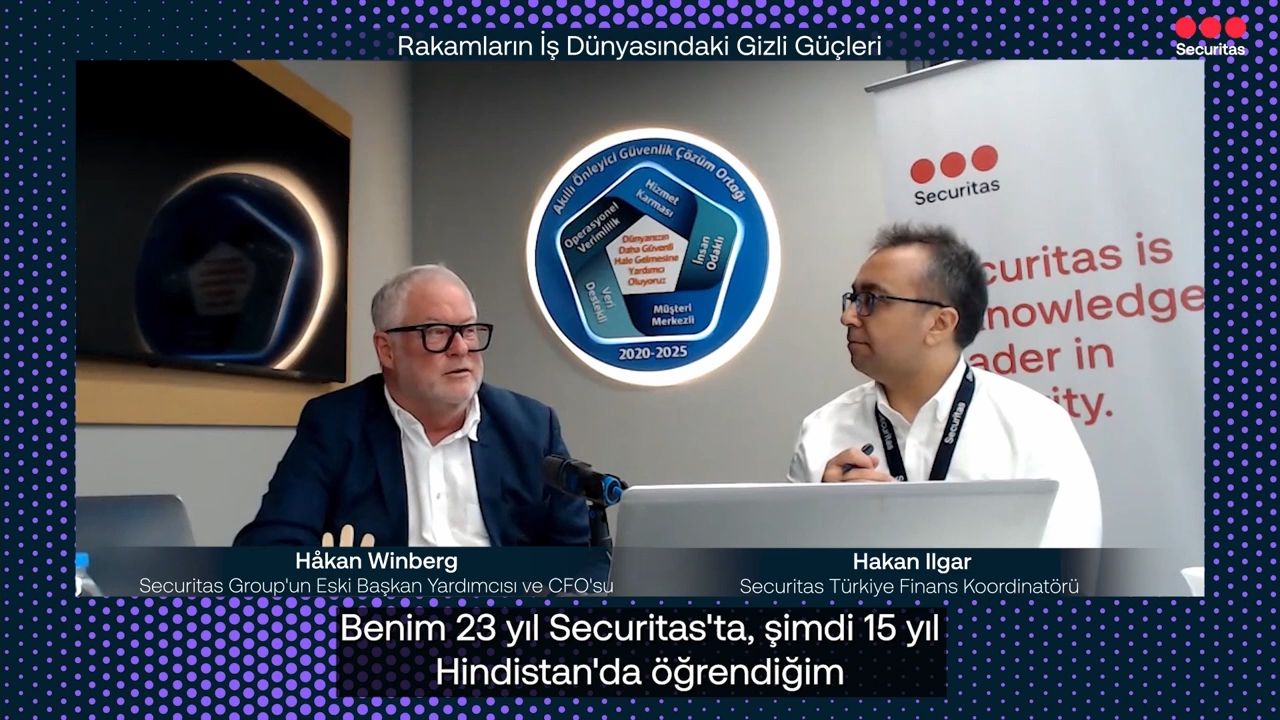 Rakamların İş Dünyasındaki Gizli Güçleri
Securitas
Akıllı Önleyici Güvenlik Çözüm Ortağı
Hizmet
Karması
Operasyonel
Verimlilik
İnsan
Odaklı
Dünyanızın
Daha Güvenli
Hale Gelmesine
Yardımcı
Oluyoruz
Veri
Destekli
Müşteri
Merkezli
2020-2025
Securitas
curitas is
nowledge
ader in
ity.
Securitas
Securitas
Håkan Winberg
Securitas Group'un Eski Başkan Yardımcısı ve CFO'su
Hakan Ilgar
Securitas Türkiye Finans Koordinatörü
Benim 23 yıl Securitas'ta, şimdi 15 yıl
Hindistan'da öğrendiğim